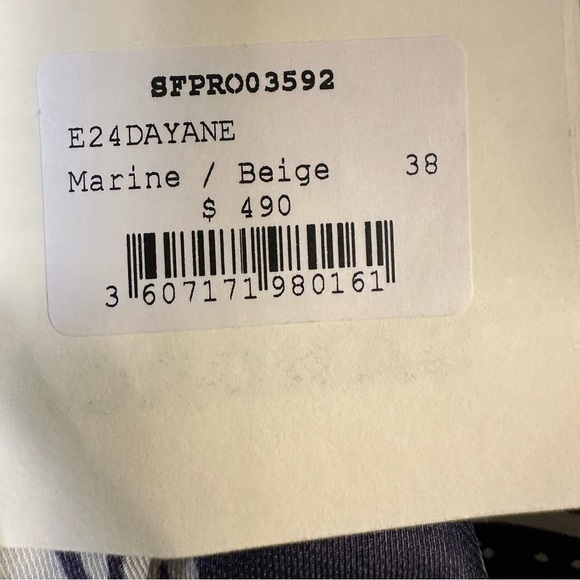 SFPRO03592
E24DAYANE
Marine / Beige 38
$ 490
3 607171 980161